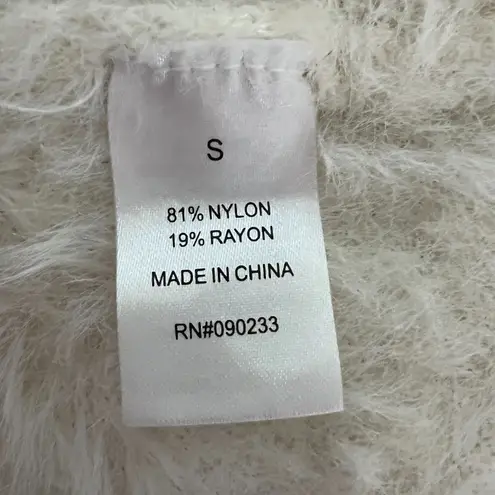 S
81% NYLON
19% RAYON
MADE IN CHINA
RN#090233